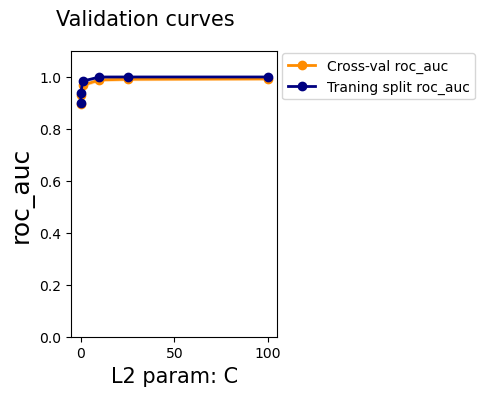 Validation curves
Cross-val roc_auc
Traning split roc_auc
roc_auc
1.0
0.8
0.6
0.4
0.2
0.0
0 50 100
L2 param: C